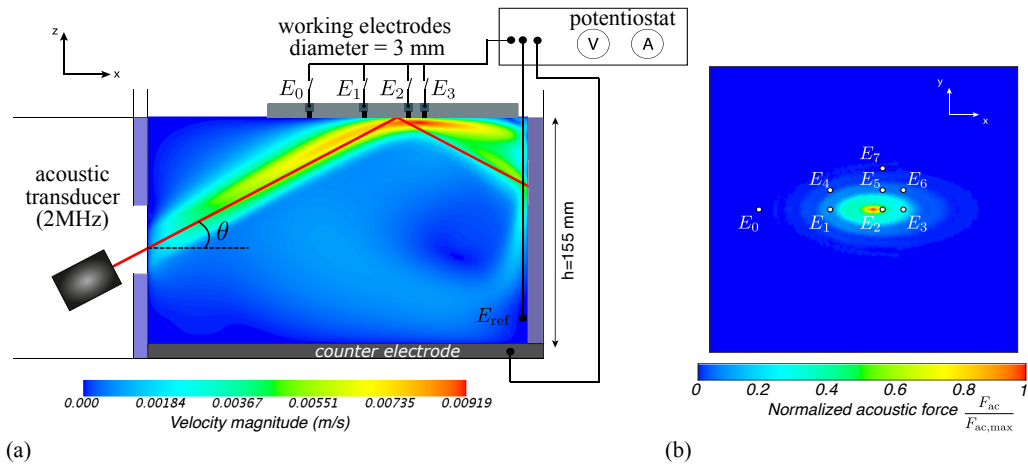 z
x
working electrodes
diameter = 3 mm
potentiostat
V
A
E0
E1
E2
E3
acoustic
transducer
(2MHz)
θ
h=155 mm
Eref
counter electrode
0.000
0.00184
0.00367
0.00551
0.00735
0.00919
Velocity magnitude (m/s)
(a)
y
x
E7
E4
E5
E6
E0
E1
E2
E3
0
0.2
0.4
0.6
0.8
1
Normalized acoustic force Fac/Fac,max
(b)